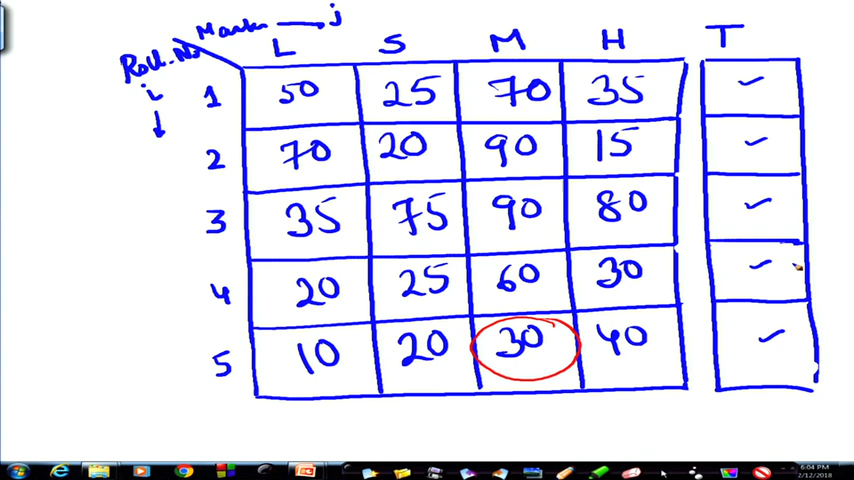 Marks j
Roll.No L S M H T
i
1 50 25 70 35
2 70 20 90 15
3 35 75 90 80
4 20 25 60 30
5 10 20 30 40
6:04 PM
2/12/2018